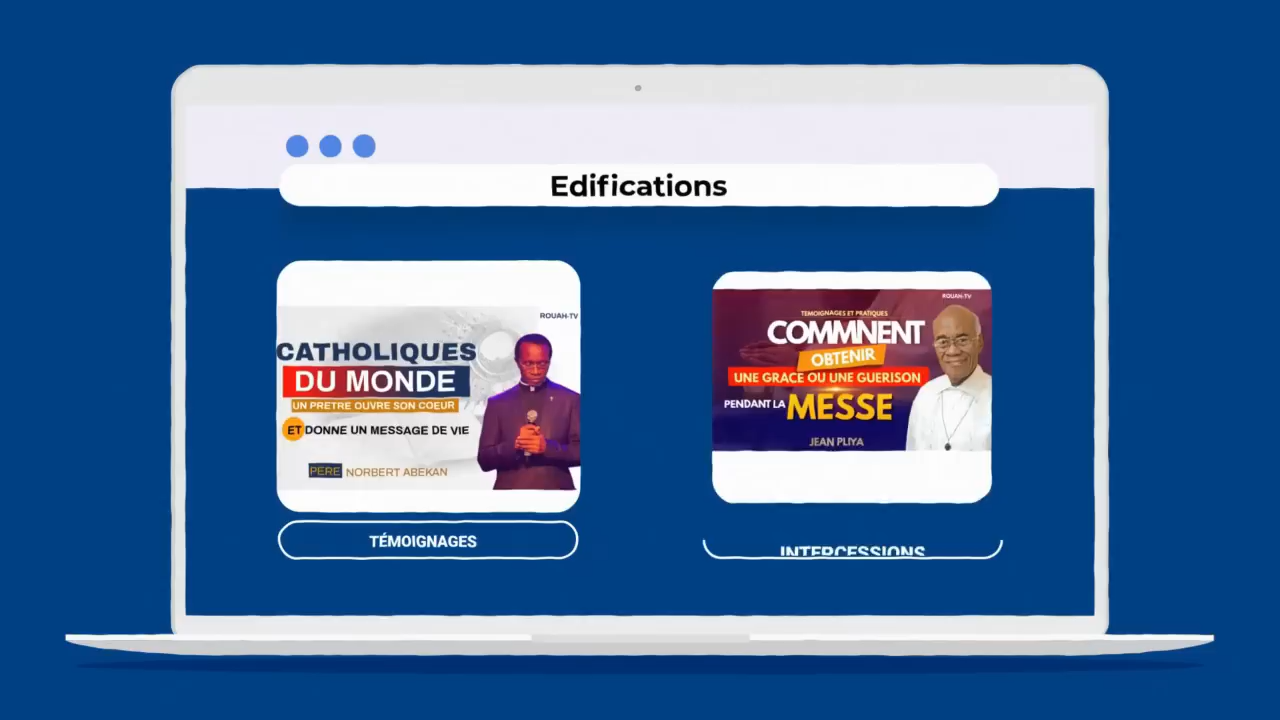 Edifications
ROUAH-TV
CATHOLIQUES
DU MONDE
UN PRETRE OUVRE SON COEUR
ET DONNE UN MESSAGE DE VIE
PÈRE NORBERT ABEKAN
TÉMOIGNAGES
ROUAH-TV
TEMOIGNAGES ET PRATIQUES
COMMNENT
OBTENIR
UNE GRACE OU UNE GUERISON
PENDANT LA MESSE
JEAN PLIYA
INTERCESSIONS